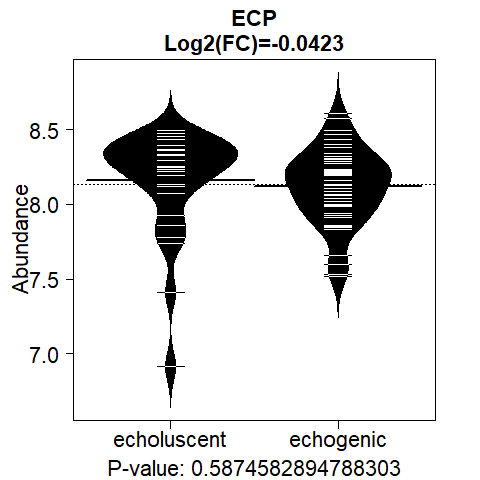 ECP
Log2(FC)=-0.0423
Abundance
8.5
8.0
7.5
7.0
echoluscent echogenic
P-value: 0.5874582894788303